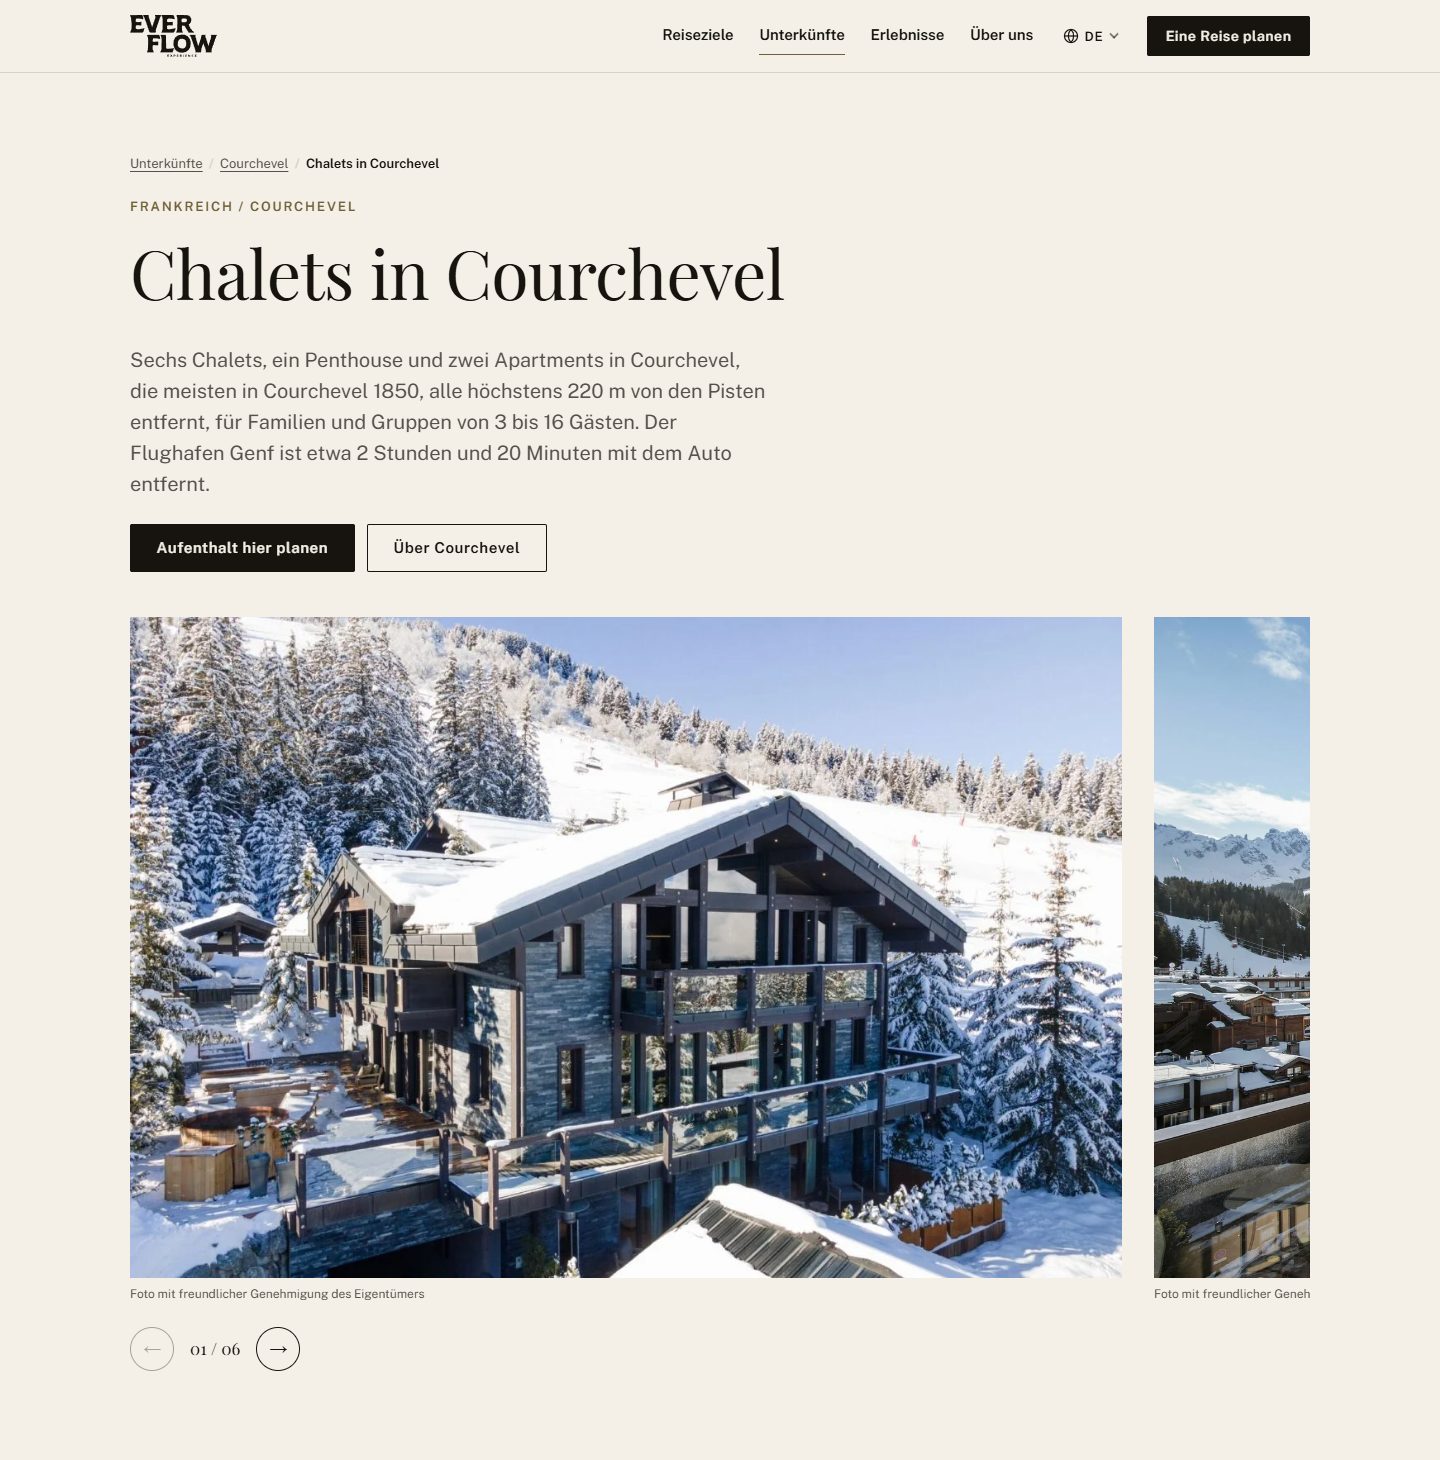 EVER
FLOW
EXPERIENCE
Reiseziele Unterkünfte Erlebnisse Über uns DE Eine Reise planen
Unterkünfte / Courchevel / Chalets in Courchevel
FRANKREICH / COURCHEVEL
Chalets in Courchevel
Sechs Chalets, ein Penthouse und zwei Apartments in Courchevel,
die meisten in Courchevel 1850, alle höchstens 220 m von den Pisten
entfernt, für Familien und Gruppen von 3 bis 16 Gästen. Der
Flughafen Genf ist etwa 2 Stunden und 20 Minuten mit dem Auto
entfernt.
Aufenthalt hier planen Über Courchevel
Foto mit freundlicher Genehmigung des Eigentümers Foto mit freundlicher Geneh
← 01 / 06 →